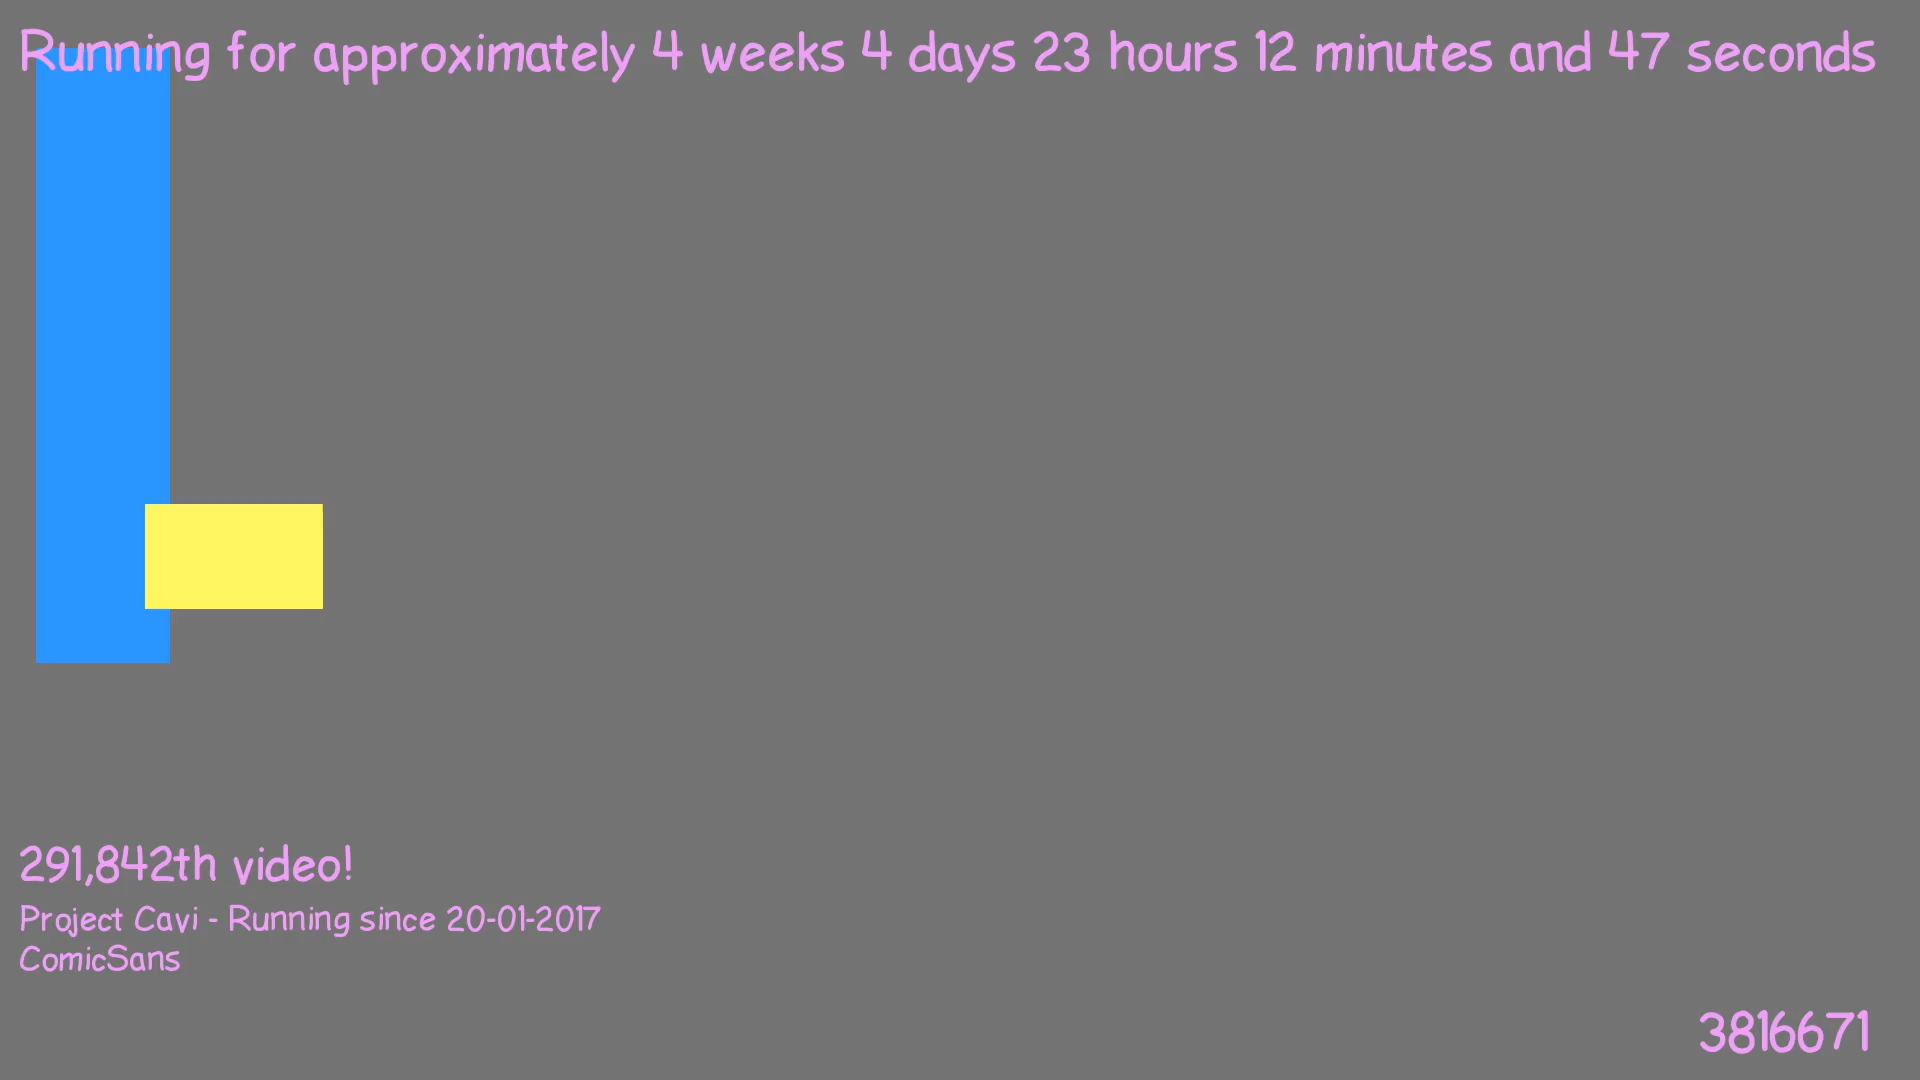 Running for approximately 4 weeks 4 days 23 hours 12 minutes and 47 seconds
291,842th video!
Project Cavi - Running since 20-01-2017
ComicSans
3816671